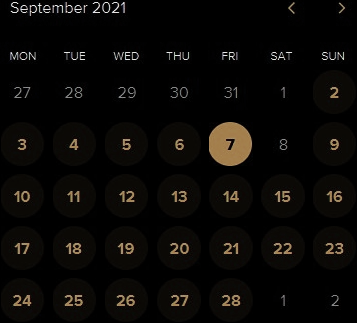 September 2021 < >
MON TUE WED THU FRI SAT SUN
27 28 29 30 31 1 2
3 4 5 6 7 8 9
10 11 12 13 14 15 16
17 18 19 20 21 22 23
24 25 26 27 28 1 2